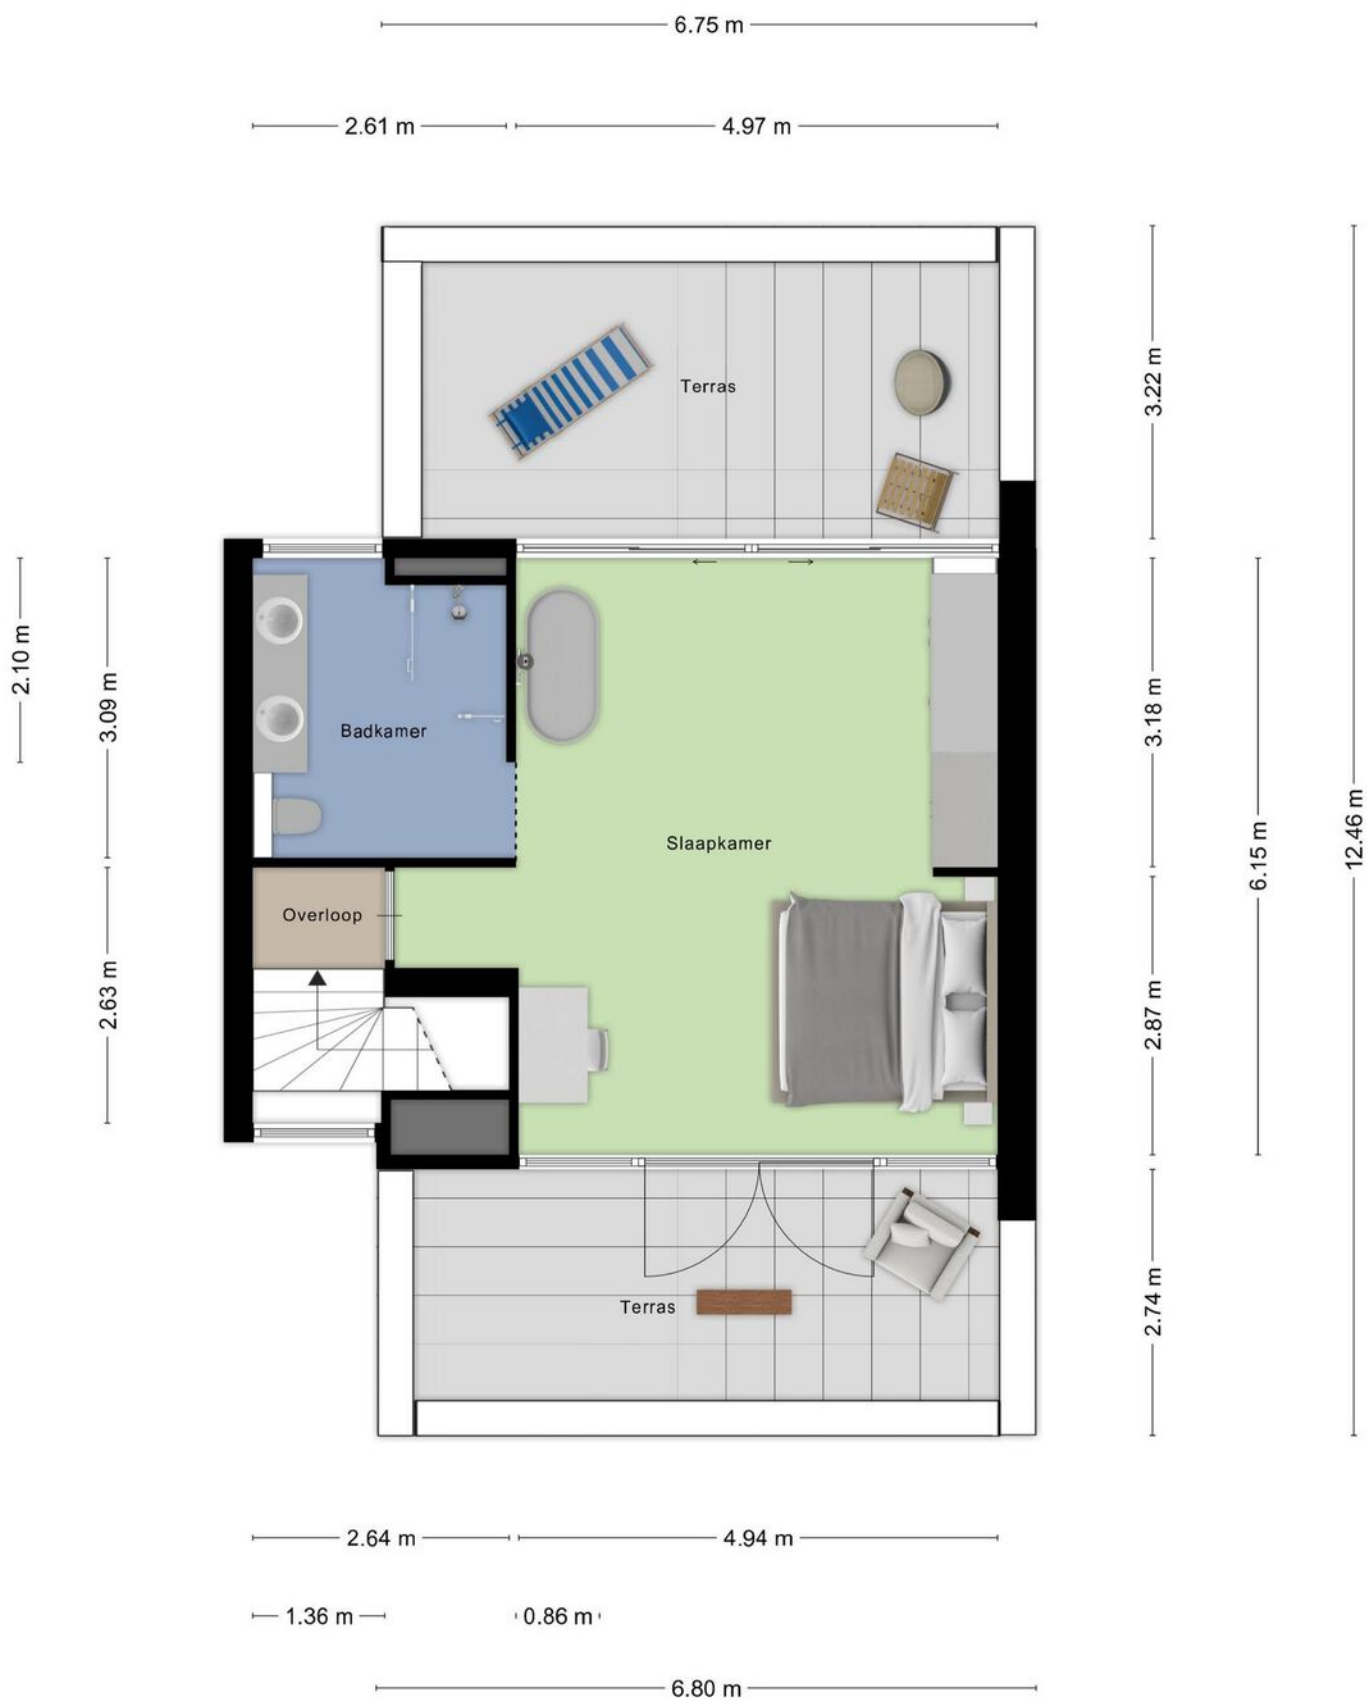 6.75 m
2.61 m
4.97 m
Terras
3.22 m
2.10 m
3.09 m
3.18 m
Badkamer
Slaapkamer
6.15 m
12.46 m
Overloop
2.63 m
2.87 m
Terras
2.74 m
2.64 m
4.94 m
1.36 m
0.86 m
6.80 m